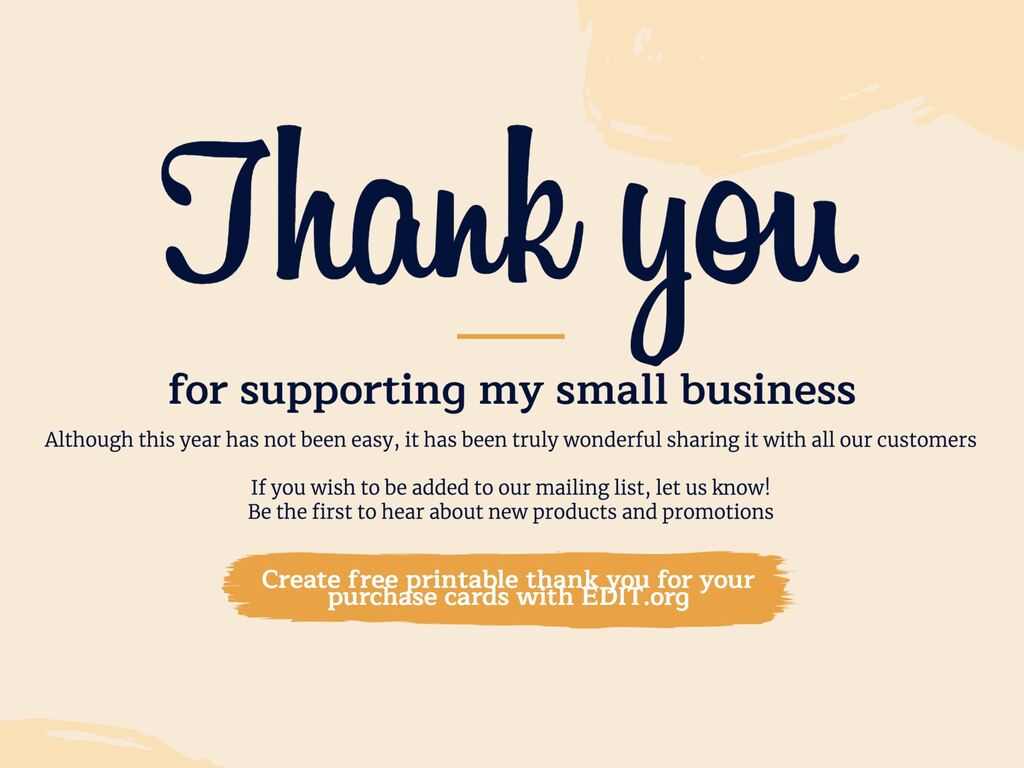 Thank you
for supporting my small business
Although this year has not been easy, it has been truly wonderful sharing it with all our customers
If you wish to be added to our mailing list, let us know!
Be the first to hear about new products and promotions
Create free printable thank you for your
purchase cards with EDIT.org